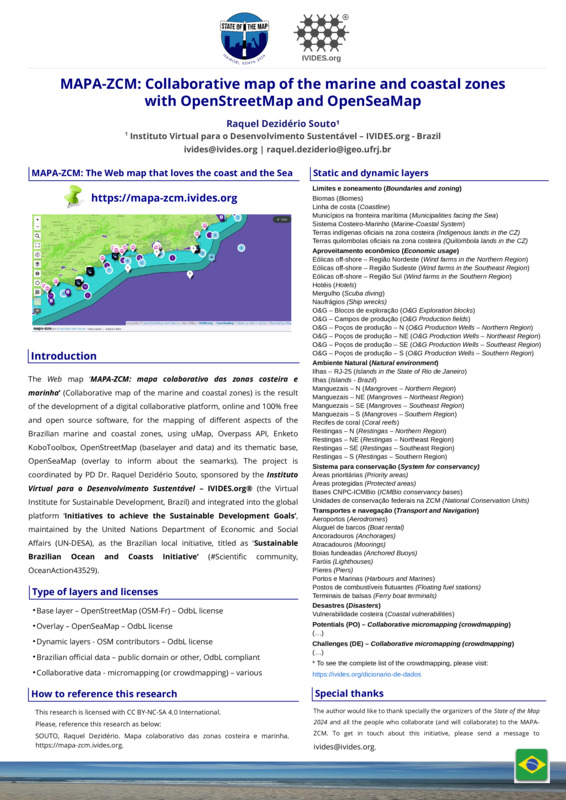 STATE OF THE MAP
NAIROBI, KENYA 2024
®
IVIDES.org
MAPA-ZCM: Collaborative map of the marine and coastal zones
with OpenStreetMap and OpenSeaMap
Raquel Dezidério Souto¹
¹ Instituto Virtual para o Desenvolvimento Sustentável – IVIDES.org - Brazil
ivides@ivides.org | raquel.deziderio@igeo.ufrj.br
MAPA-ZCM: The Web map that loves the coast and the Sea
https://mapa-zcm.ivides.org
Introduction
The Web map ‘MAPA-ZCM: mapa colaborativo das zonas costeira e
marinha’ (Collaborative map of the marine and coastal zones) is the result
of the development of a digital collaborative platform, online and 100% free
and open source software, for the mapping of different aspects of the
Brazilian marine and coastal zones, using uMap, Overpass API, Enketo
KoboToolbox, OpenStreetMap (baselayer and data) and its thematic base,
OpenSeaMap (overlay to inform about the seamarks). The project is
coordinated by PD Dr. Raquel Dezidério Souto, sponsored by the Instituto
Virtual para o Desenvolvimento Sustentável – IVIDES.org® (the Virtual
Institute for Sustainable Development, Brazil) and integrated into the global
platform ‘Initiatives to achieve the Sustainable Development Goals’,
maintained by the United Nations Department of Economic and Social
Affairs (UN-DESA), as the Brazilian local initiative, titled as ‘Sustainable
Brazilian Ocean and Coasts Initiative’ (#Scientific community,
OceanAction43529).
Type of layers and licenses
•Base layer – OpenStreetMap (OSM-Fr) – OdbL license
•Overlay – OpenSeaMap – OdbL license
•Dynamic layers - OSM contributors – OdbL license
•Brazilian official data – public domain or other, OdbL compliant
•Collaborative data - micromapping (or crowdmapping) – various
How to reference this research
This research is licensed with CC BY-NC-SA 4.0 International.
Please, reference this research as below:
SOUTO, Raquel Dezidério. Mapa colaborativo das zonas costeira e marinha.
https://mapa-zcm.ivides.org.
Static and dynamic layers
Limites e zoneamento (Boundaries and zoning)
Biomas (Biomes)
Linha de costa (Coastline)
Municípios na fronteira marítima (Municipalities facing the Sea)
Sistema Costeiro-Marinho (Marine-Coastal System)
Terras indígenas oficiais na zona costeira (Indigenous lands in the CZ)
Terras quilombolas oficiais na zona costeira (Quilombola lands in the CZ)
Aproveitamento econômico (Economic usage)
Eólicas off-shore – Região Nordeste (Wind farms in the Northern Region)
Eólicas off-shore – Região Sudeste (Wind farms in the Southeast Region)
Eólicas off-shore – Região Sul (Wind farms in the Southern Region)
Hotéis (Hotels)
Mergulho (Scuba diving)
Naufrágios (Ship wrecks)
O&G – Blocos de exploração (O&G Exploration blocks)
O&G – Campos de produção (O&G Production fields)
O&G – Poços de produção – N (O&G Production Wells – Northern Region)
O&G – Poços de produção – NE (O&G Production Wells – Northeast Region)
O&G – Poços de produção – SE (O&G Production Wells – Southeast Region)
O&G – Poços de produção – S (O&G Production Wells – Southern Region)
Ambiente Natural (Natural environment)
Ilhas – RJ-25 (Islands in the State of Rio de Janeiro)
Ilhas (Islands - Brazil)
Manguezais – N (Mangroves – Northern Region)
Manguezais – NE (Mangroves – Northeast Region)
Manguezais – SE (Mangroves – Southeast Region)
Manguezais – S (Mangroves – Southern Region)
Recifes de coral (Coral reefs)
Restingas – N (Restingas – Northern Region)
Restingas – NE (Restingas – Northeast Region)
Restingas – SE (Restingas – Southeast Region)
Restingas – S (Restingas – Southern Region)
Sistema para conservação (System for conservancy)
Áreas prioritárias (Priority areas)
Áreas protegidas (Protected areas)
Bases CNPC-ICMBio (ICMBio conservancy bases)
Unidades de conservação federais na ZCM (National Conservation Units)
Transportes e navegação (Transport and Navigation)
Aeroportos (Aerodromes)
Aluguel de barcos (Boat rental)
Ancoradouros (Anchorages)
Atracadouros (Moorings)
Boias fundeadas (Anchored Buoys)
Faróis (Lighthouses)
Píeres (Piers)
Portos e Marinas (Harbours and Marines)
Postos de combustíveis flutuantes (Floating fuel stations)
Terminais de balsas (Ferry boat terminals)
Desastres (Disasters)
Vulnerabilidade costeira (Coastal vulnerabilities)
Potentials (PO) – Collaborative micromapping (crowdmapping)
(...)
Challenges (DE) – Collaborative micromapping (crowdmapping)
(...)
* To see the complete list of the crowdmapping, please visit:
https://ivides.org/dicionario-de-dados
Special thanks
The author would like to thank specially the organizers of the State of the Map
2024 and all the people who collaborate (and will collaborate) to the MAPA-
ZCM. To get in touch about this initiative, please send a message to
ivides@ivides.org.